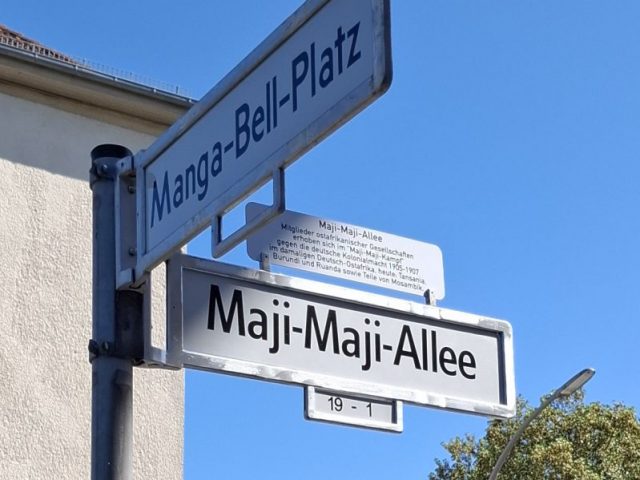 Manga-Bell-Platz
Maji-Maji-Allee
Mitglieder ostafrikanischer Gesellschaften
erhoben sich im "Maji-Maji-Kampf"
gegen die deutsche Kolonialmacht 1905-1907
im damaligen Deutsch-Ostafrika, heute: Tansania,
Burundi und Ruanda sowie Teile von Mosambik.
Maji-Maji-Allee
19 - 1